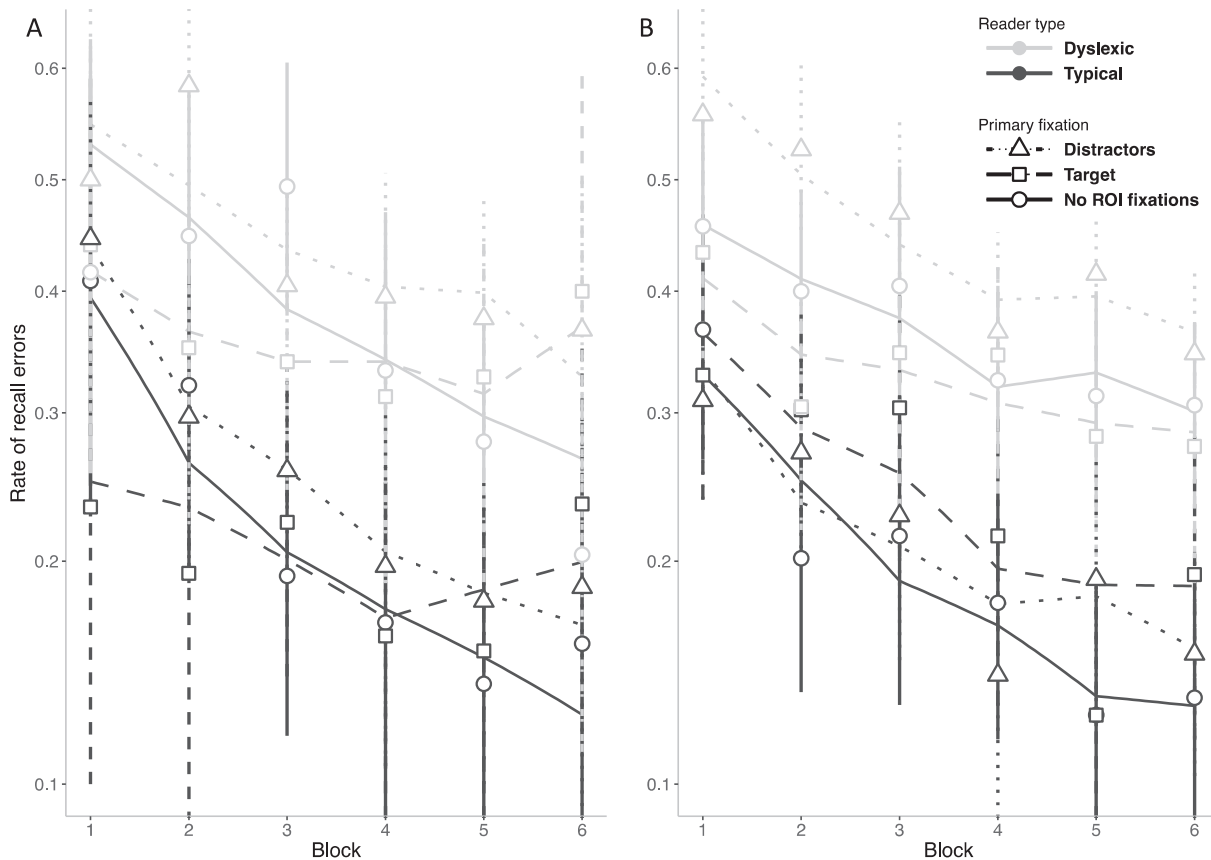 A
B
Reader type
Dyslexic
Typical
Primary fixation
Distractors
Target
No ROI fixations
Rate of recall errors
0.6
0.5
0.4
0.3
0.2
0.1
1 2 3 4 5 6
Block
0.6
0.5
0.4
0.3
0.2
0.1
1 2 3 4 5 6
Block